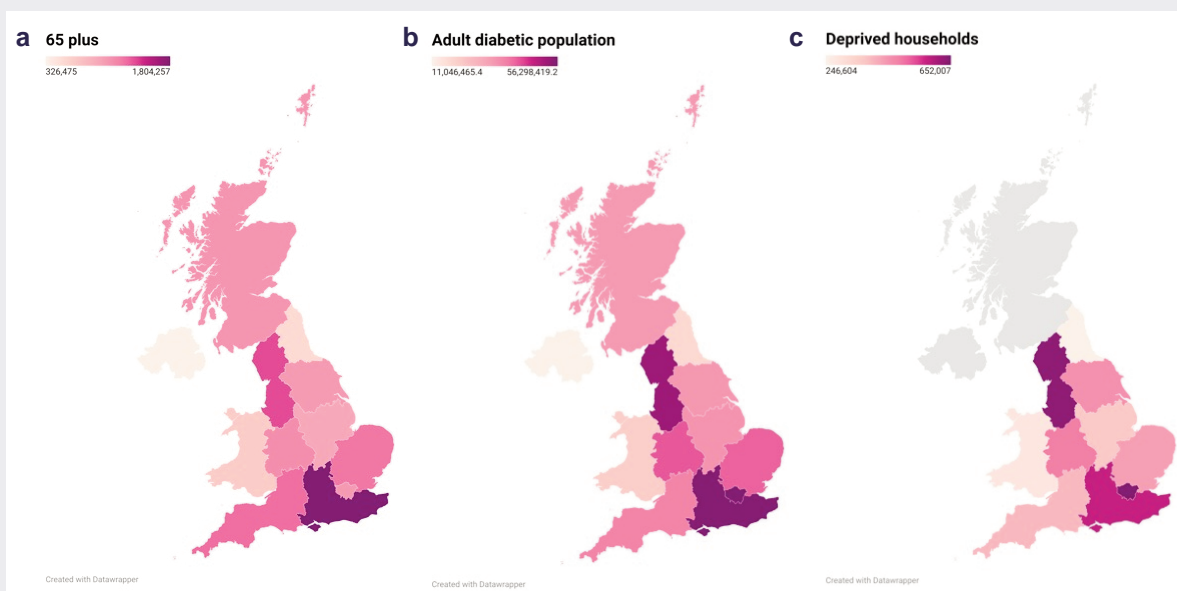 a 65 plus
326,475 1,804,257
b Adult diabetic population
11,046,465.4 56,298,419.2
c Deprived households
246,604 652,007
Created with Datawrapper
Created with Datawrapper
Created with Datawrapper